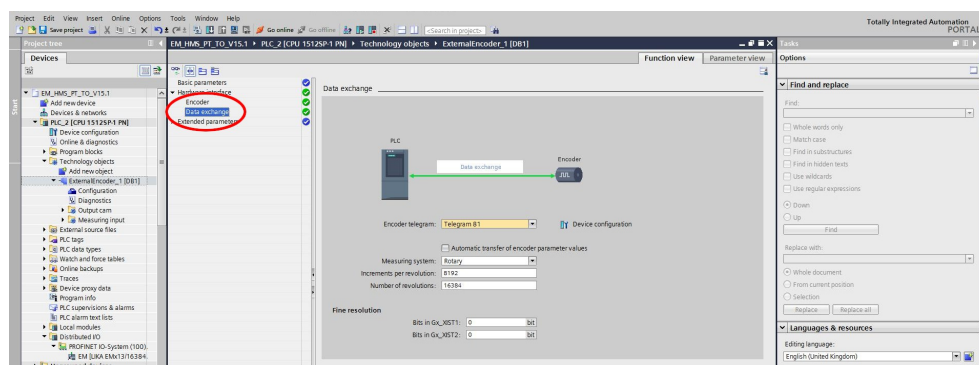 Project Edit View Insert Online Options Tools Window Help
Totally Integrated Automation
PORTAL
Save project Go online Go offline <Search in project>
Project tree
EM_HMS_PT_TO_V15.1 PLC_2 [CPU 1512SP-1 PN] Technology objects ExternalEncoder_1 [DB1]
Tasks
Devices
Function view Parameter view
Options
Start
EM_HMS_PT_TO_V15.1
Add new device
Devices & networks
PLC_2 [CPU 1512SP-1 PN]
Device configuration
Online & diagnostics
Program blocks
Technology objects
Add new object
ExternalEncoder_1 [DB1]
Configuration
Diagnostics
Output cam
Measuring input
External source files
PLC tags
PLC data types
Watch and force tables
Online backups
Traces
Device proxy data
Program info
PLC supervisions & alarms
PLC alarm text lists
Local modules
Distributed I/O
PROFINET IO-System (100)...
EM [LIKA EMx13/16384...
Basic parameters
Hardware interface
Encoder
Data exchange
Extended parameters
Data exchange
PLC
Data exchange
Encoder
Encoder telegram: Telegram 81 Device configuration
Automatic transfer of encoder parameter values
Measuring system: Rotary
Increments per revolution: 8192
Number of revolutions: 16384
Fine resolution
Bits in Gx_XIST1: 0 bit
Bits in Gx_XIST2: 0 bit
Find and replace
Find:
Whole words only
Match case
Find in substructures
Find in hidden texts
Use wildcards
Use regular expressions
Down
Up
Find
Replace with:
Whole document
From current position
Selection
Replace Replace all
Languages & resources
Editing language:
English (United Kingdom)